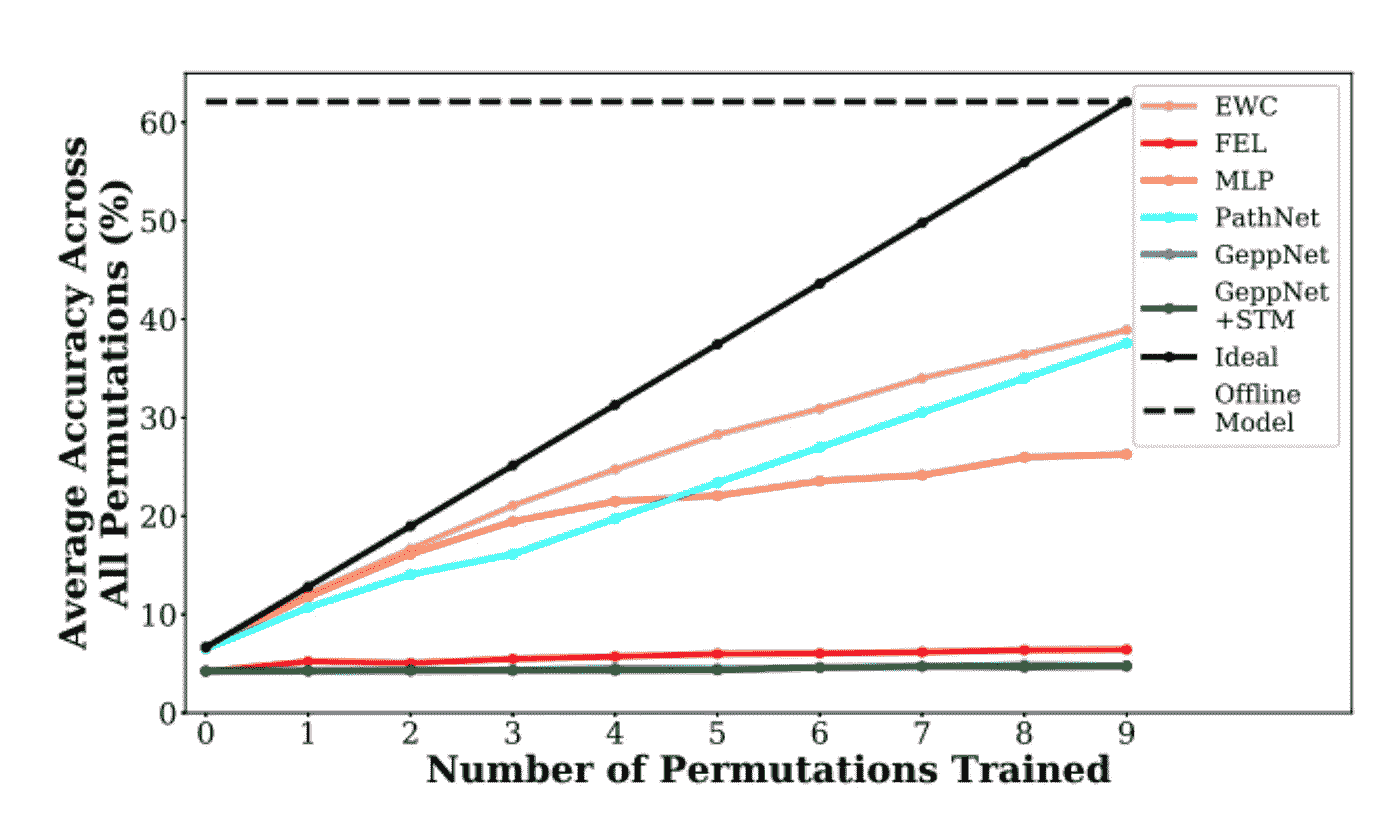 Average Accuracy Across
All Permutations (%)
60
50
40
30
20
10
0
0 1 2 3 4 5 6 7 8 9
Number of Permutations Trained
EWC
FEL
MLP
PathNet
GeppNet
GeppNet
+STM
Ideal
Offline
Model